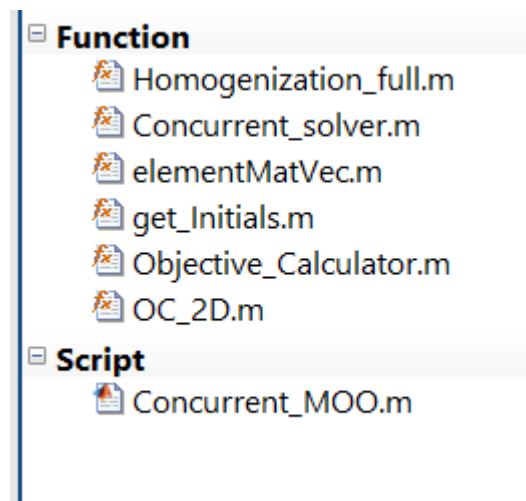 Function
Homogenization_full.m
Concurrent_solver.m
elementMatVec.m
get_Initials.m
Objective_Calculator.m
OC_2D.m
Script
Concurrent_MOO.m